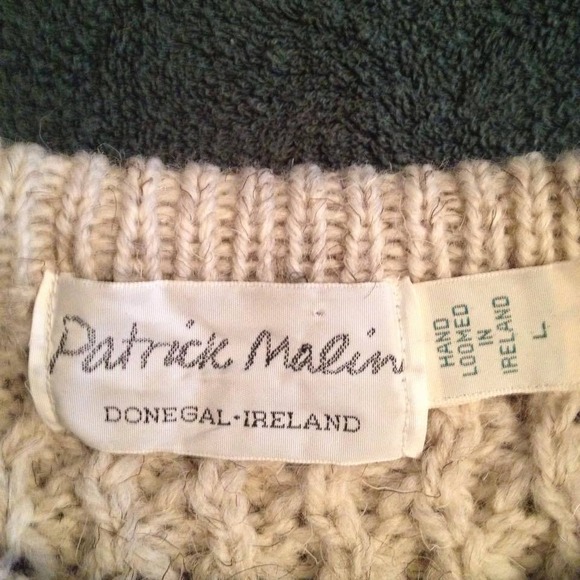 Patrick Malin
DONEGAL·IRELAND
HAND
LOOMED
IN
IRELAND
L